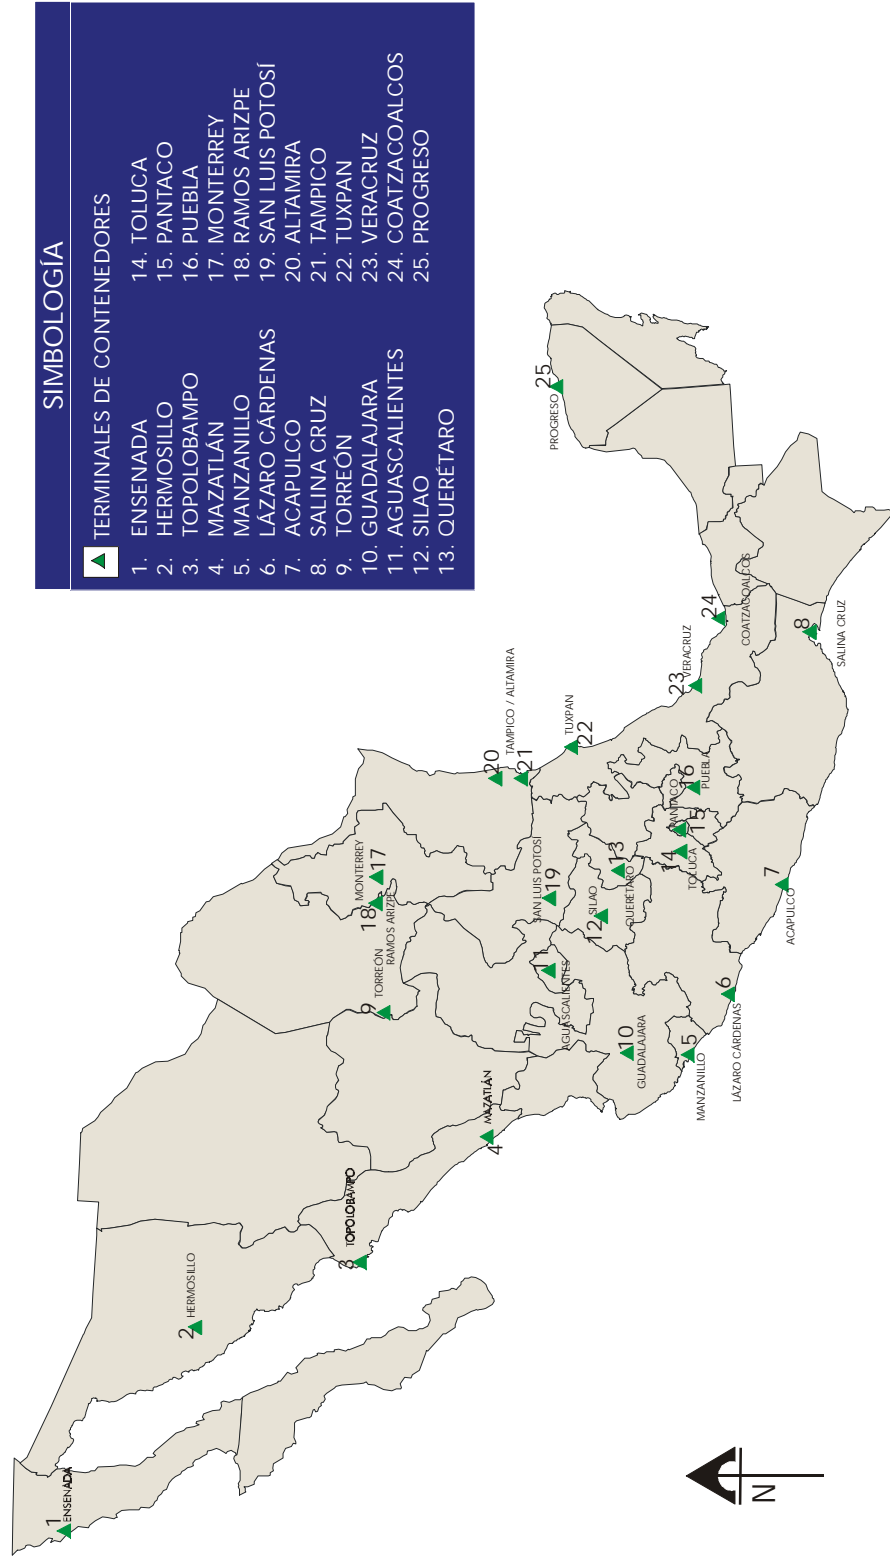 SIMBOLOGÍA
TERMINALES DE CONTENEDORES
1. ENSENADA
2. HERMOSILLO
3. TOPOLOBAMPO
4. MAZATLÁN
5. MANZANILLO
6. LÁZARO CÁRDENAS
7. ACAPULCO
8. SALINA CRUZ
9. TORREÓN
10. GUADALAJARA
11. AGUASCALIENTES
12. SILAO
13. QUERÉTARO
14. TOLUCA
15. PANTACO
16. PUEBLA
17. MONTERREY
18. RAMOS ARIZPE
19. SAN LUIS POTOSÍ
20. ALTAMIRA
21. TAMPICO
22. TUXPAN
23. VERACRUZ
24. COATZACOALCOS
25. PROGRESO
1
ENSENADA
2
HERMOSILLO
3
TOPOLOBAMPO
4
MAZATLÁN
9
TORREÓN
18
RAMOS ARIZPE
MONTERREY
17
20
TAMPICO / ALTAMIRA
21
TUXPAN
22
SAN LUIS POTOSÍ
19
11
AGUASCALIENTES
12
SILAO
13
QUERÉTARO
10
GUADALAJARA
5
MANZANILLO
6
LÁZARO CÁRDENAS
14
TOLUCA
PANTACO
15
16
PUEBLA
7
ACAPULCO
23
VERACRUZ
24
COATZACOALCOS
8
SALINA CRUZ
25
PROGRESO
N